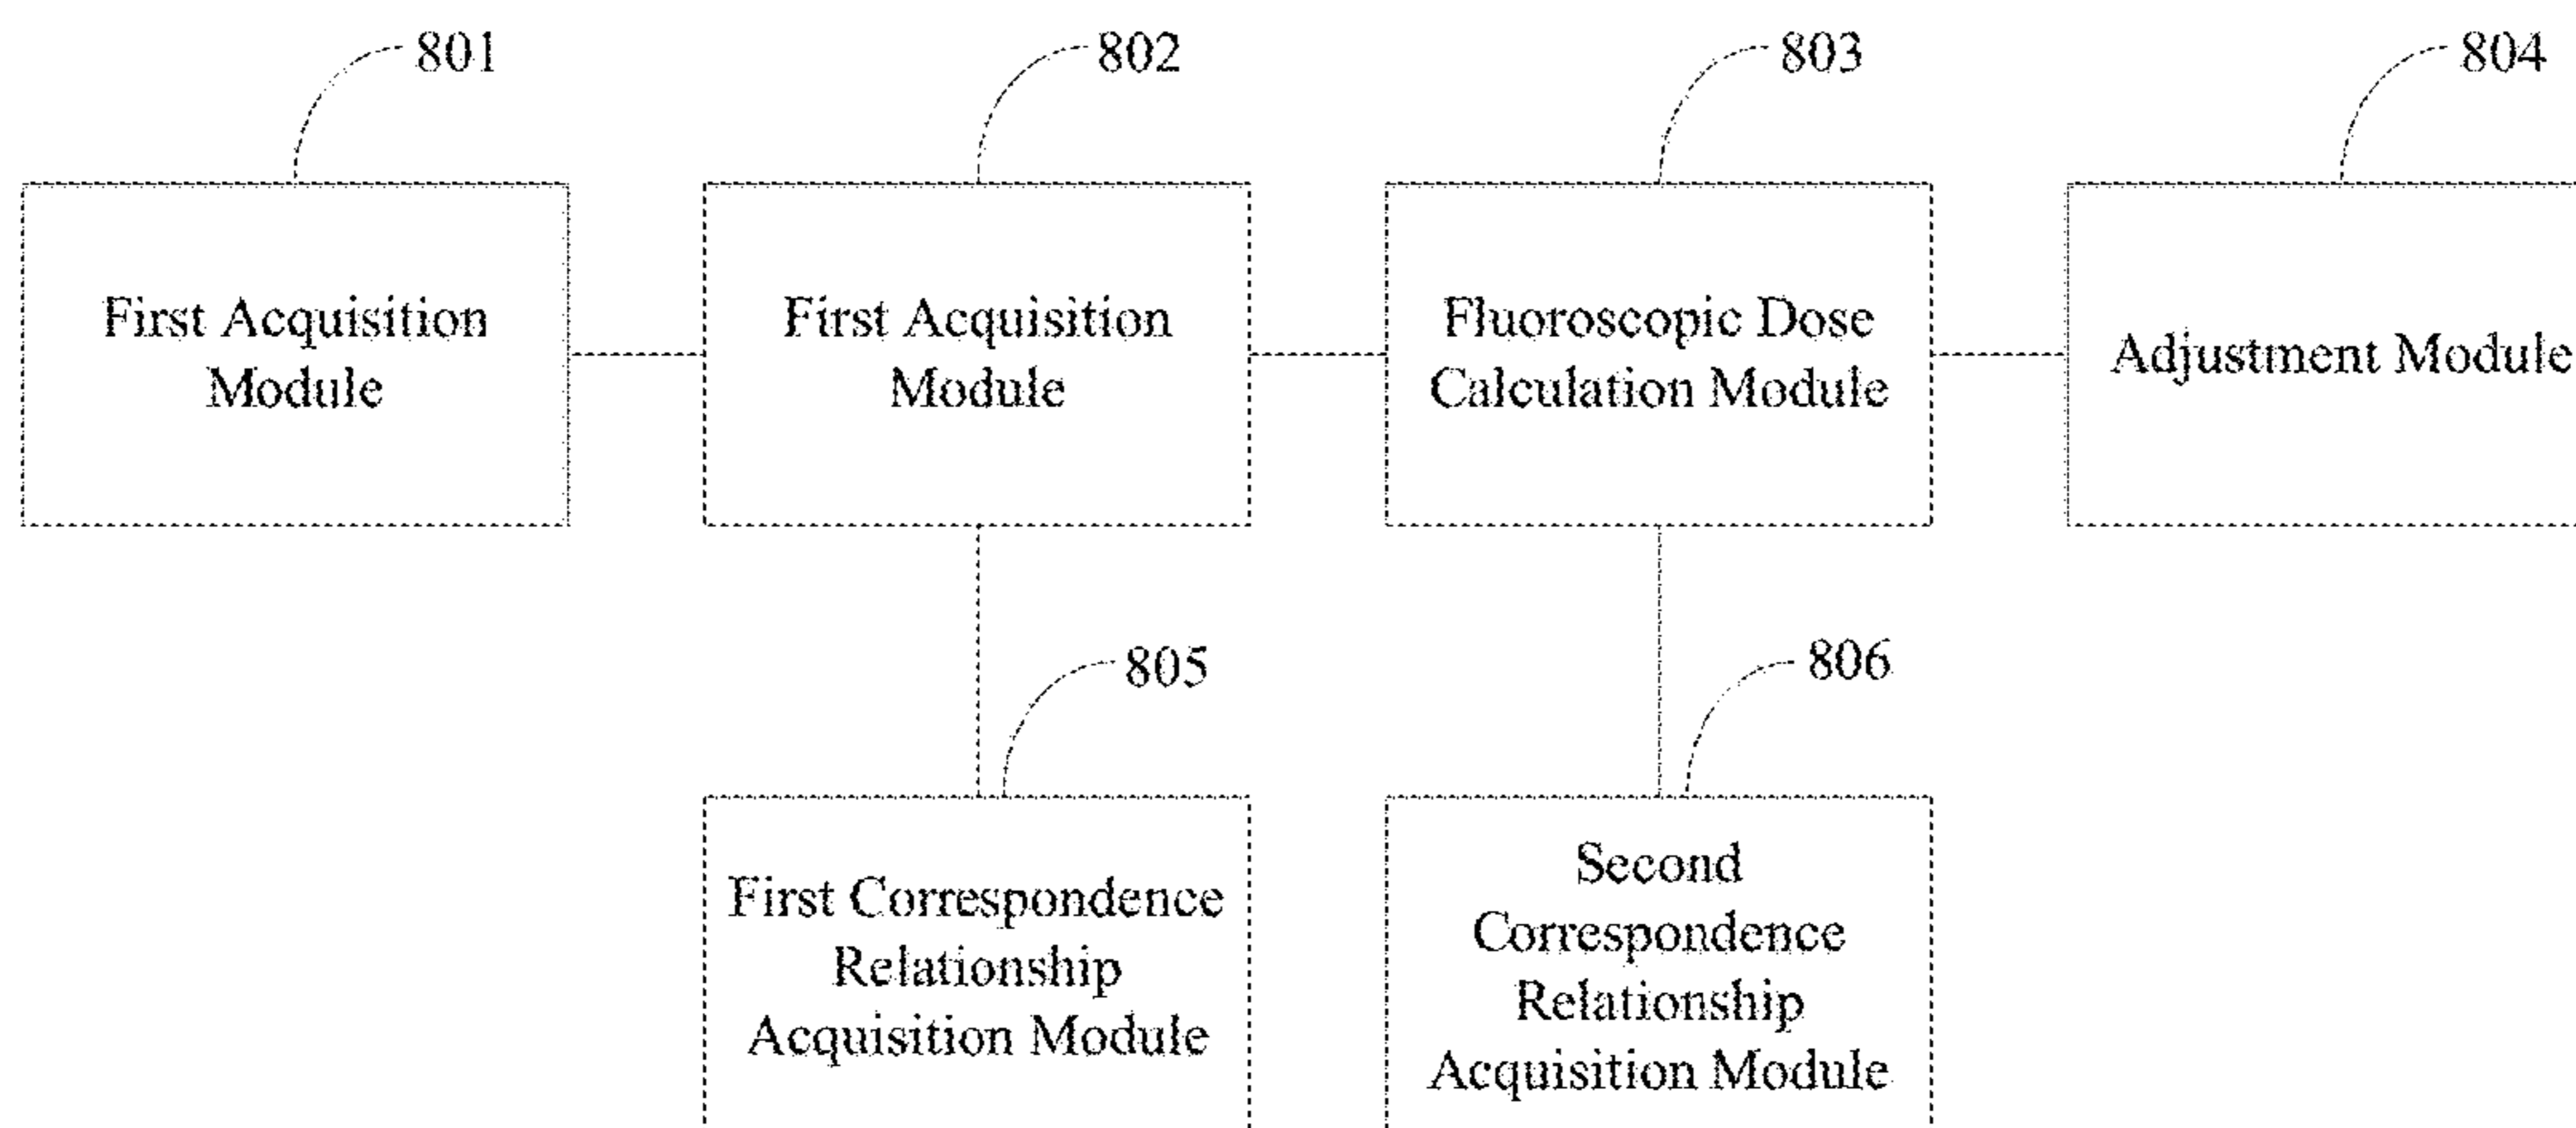 801
802
803
804
First Acquisition
Module
First Acquisition
Module
Fluoroscopic Dose
Calculation Module
Adjustment Module
805
806
First Correspondence
Relationship
Acquisition Module
Second
Correspondence
Relationship
Acquisition Module